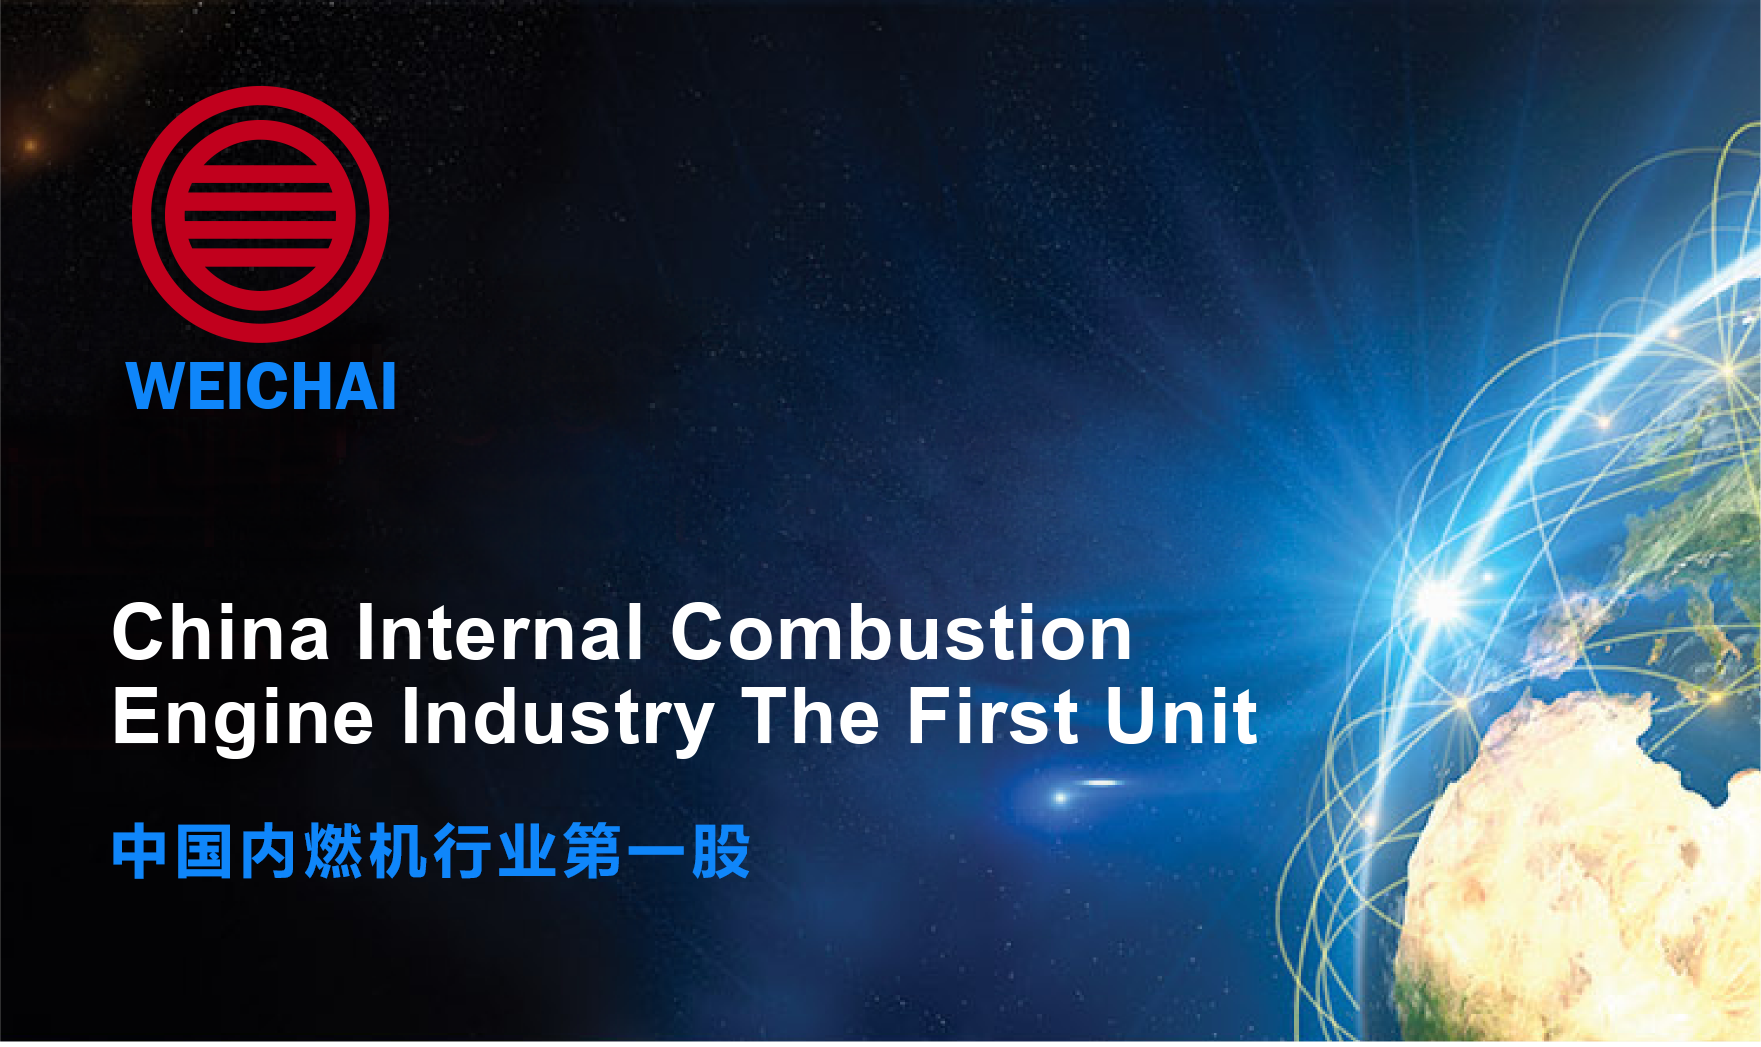 WEICHAI
China Internal Combustion
Engine Industry The First Unit
中国内燃机行业第一股